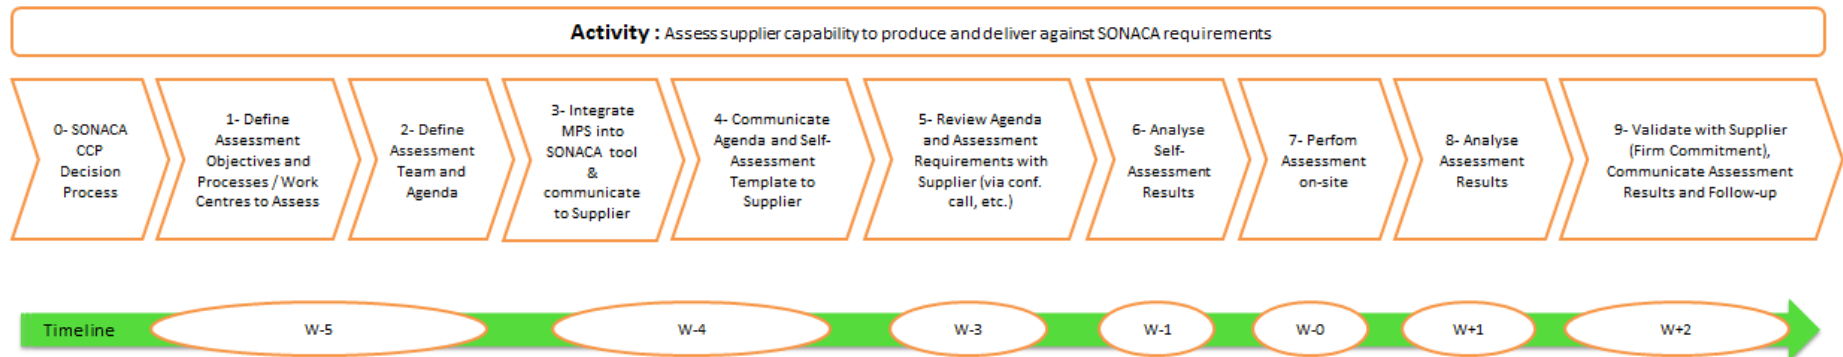 Activity : Assess supplier capability to produce and deliver against SONACA requirements
0- SONACA
CCP
Decision
Process
1- Define
Assessment
Objectives and
Processes / Work
Centres to Assess
2- Define
Assessment
Team and
Agenda
3- Integrate
MPS into
SONACA tool
&
communicate
to Supplier
4- Communicate
Agenda and Self-
Assessment
Template to
Supplier
5- Review Agenda
and Assessment
Requirements with
Supplier (via conf.
call, etc.)
6- Analyse
Self-
Assessment
Results
7- Perfom
Assessment
on-site
8- Analyse
Assessment
Results
9- Validate with Supplier
(Firm Commitment),
Communicate Assessment
Results and Follow-up
Timeline
W-5
W-4
W-3
W-1
W-0
W+1
W+2